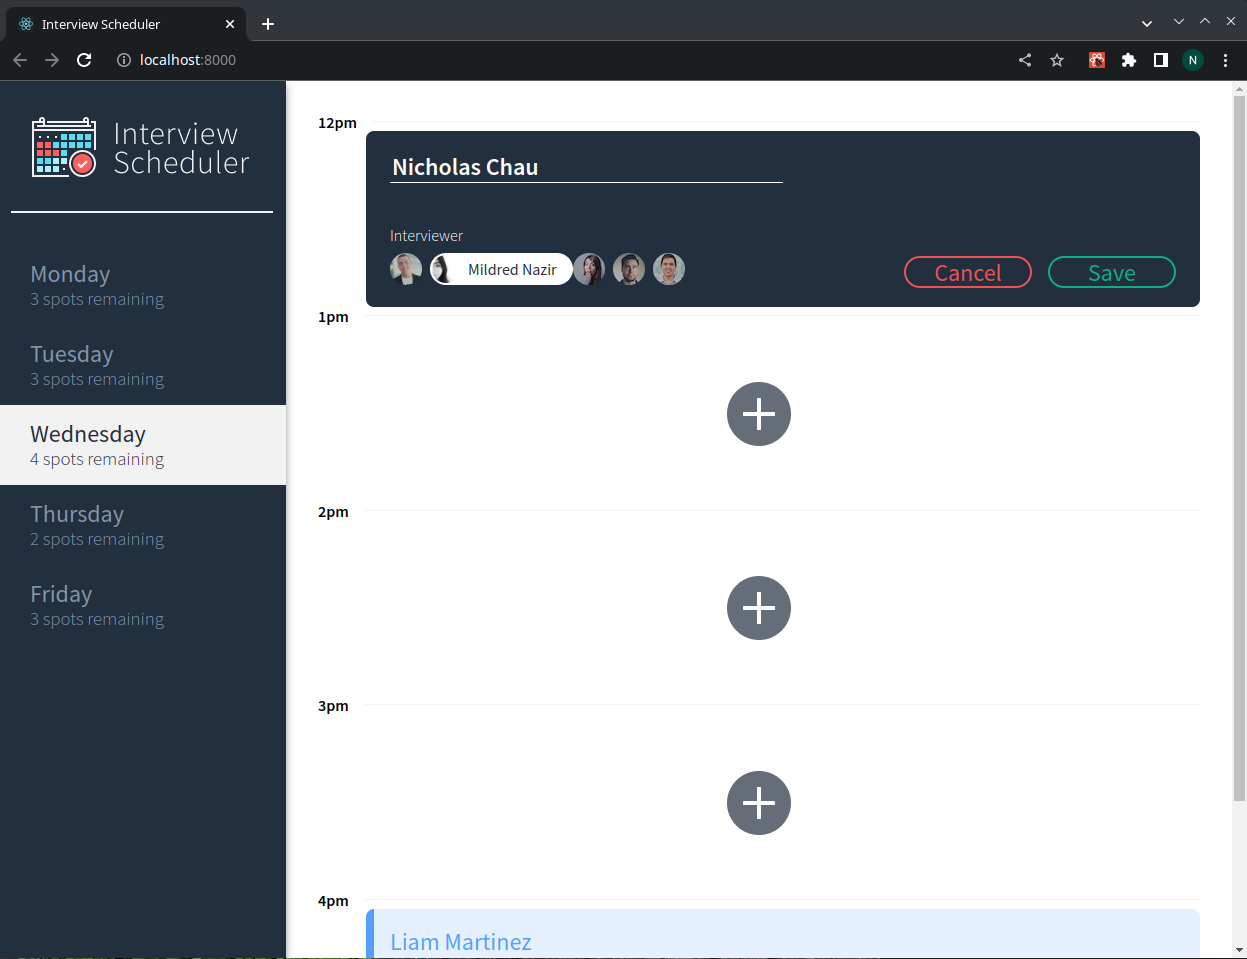 Interview Scheduler
localhost:8000
N
Interview
Scheduler
Monday
3 spots remaining
Tuesday
3 spots remaining
Wednesday
4 spots remaining
Thursday
2 spots remaining
Friday
3 spots remaining
12pm
Nicholas Chau
Interviewer
Mildred Nazir
Cancel
Save
1pm
2pm
3pm
4pm
Liam Martinez